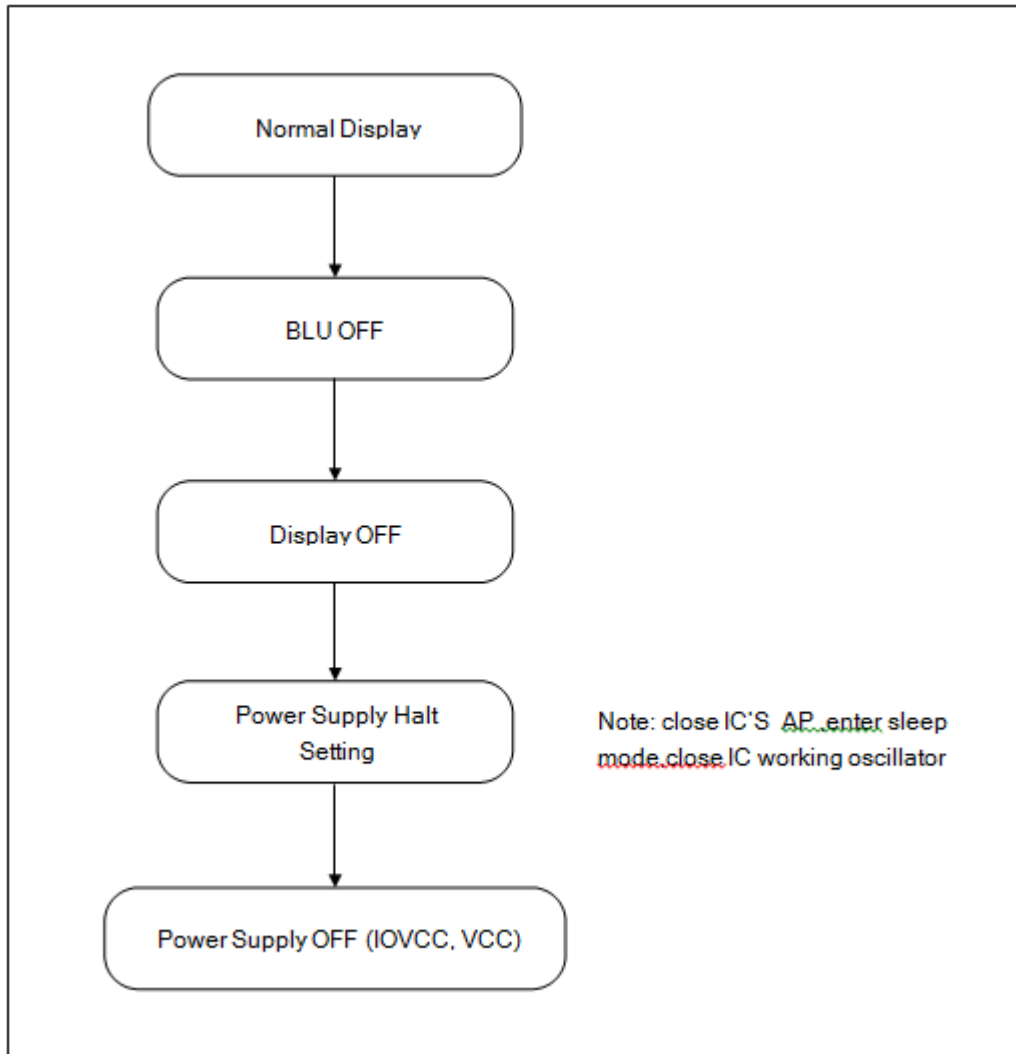 Normal Display
BLU OFF
Display OFF
Power Supply Halt
Setting
Note: close IC'S AP ,enter sleep
mode,close IC working oscillator
Power Supply OFF (IOVCC, VCC)